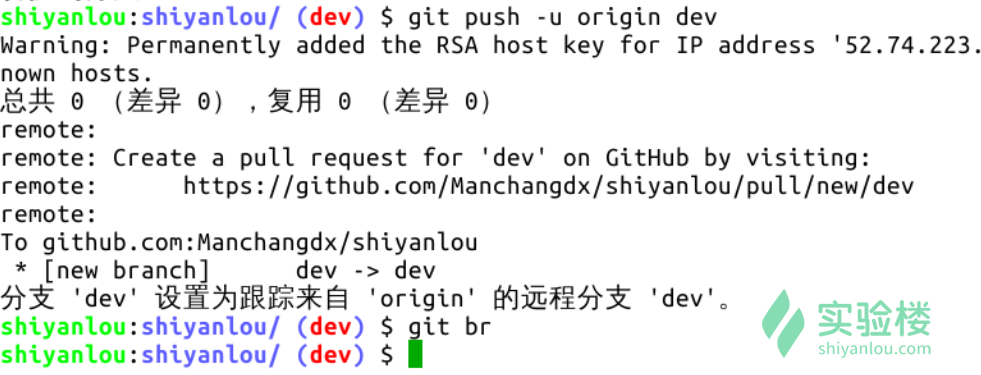 shiyanlou:shiyanlou/ (dev) $ git push -u origin dev
Warning: Permanently added the RSA host key for IP address '52.74.223.
nown hosts.
总共 0 （差异 0），复用 0 （差异 0）
remote:
remote: Create a pull request for 'dev' on GitHub by visiting:
remote:      https://github.com/Manchangdx/shiyanlou/pull/new/dev
remote:
To github.com:Manchangdx/shiyanlou
 * [new branch]      dev -> dev
分支 'dev' 设置为跟踪来自 'origin' 的远程分支 'dev'。
shiyanlou:shiyanlou/ (dev) $ git br
shiyanlou:shiyanlou/ (dev) $
实验楼
shiyanlou.com